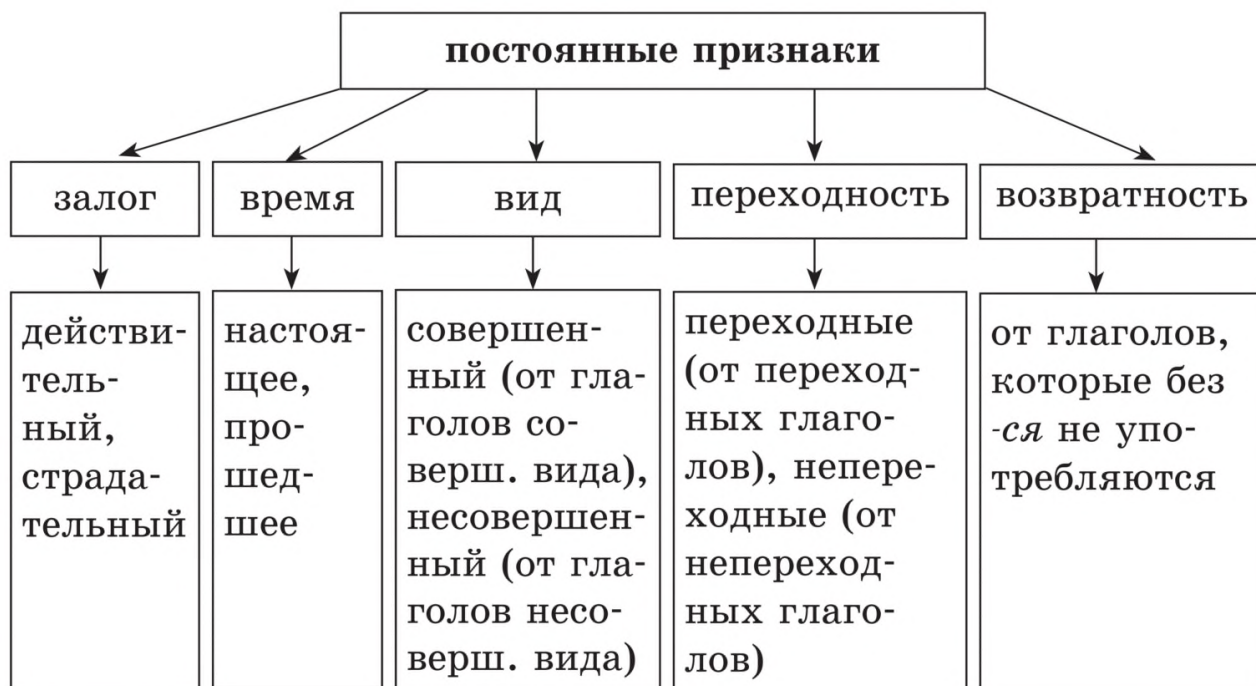 постоянные признаки
залог
время
вид
переходность
возвратность
действи-
тель-
ный,
страда-
тельный
настоя-
щее,
про-
шед-
шее
совершен-
ный (от гла-
голов со-
верш. вида),
несовершен-
ный (от гла-
голов несо-
верш. вида)
переходные
(от переход-
ных глаго-
лов), непере-
ходные (от
непереход-
ных глаго-
лов)
от глаголов,
которые без
-ся не упо-
требляются